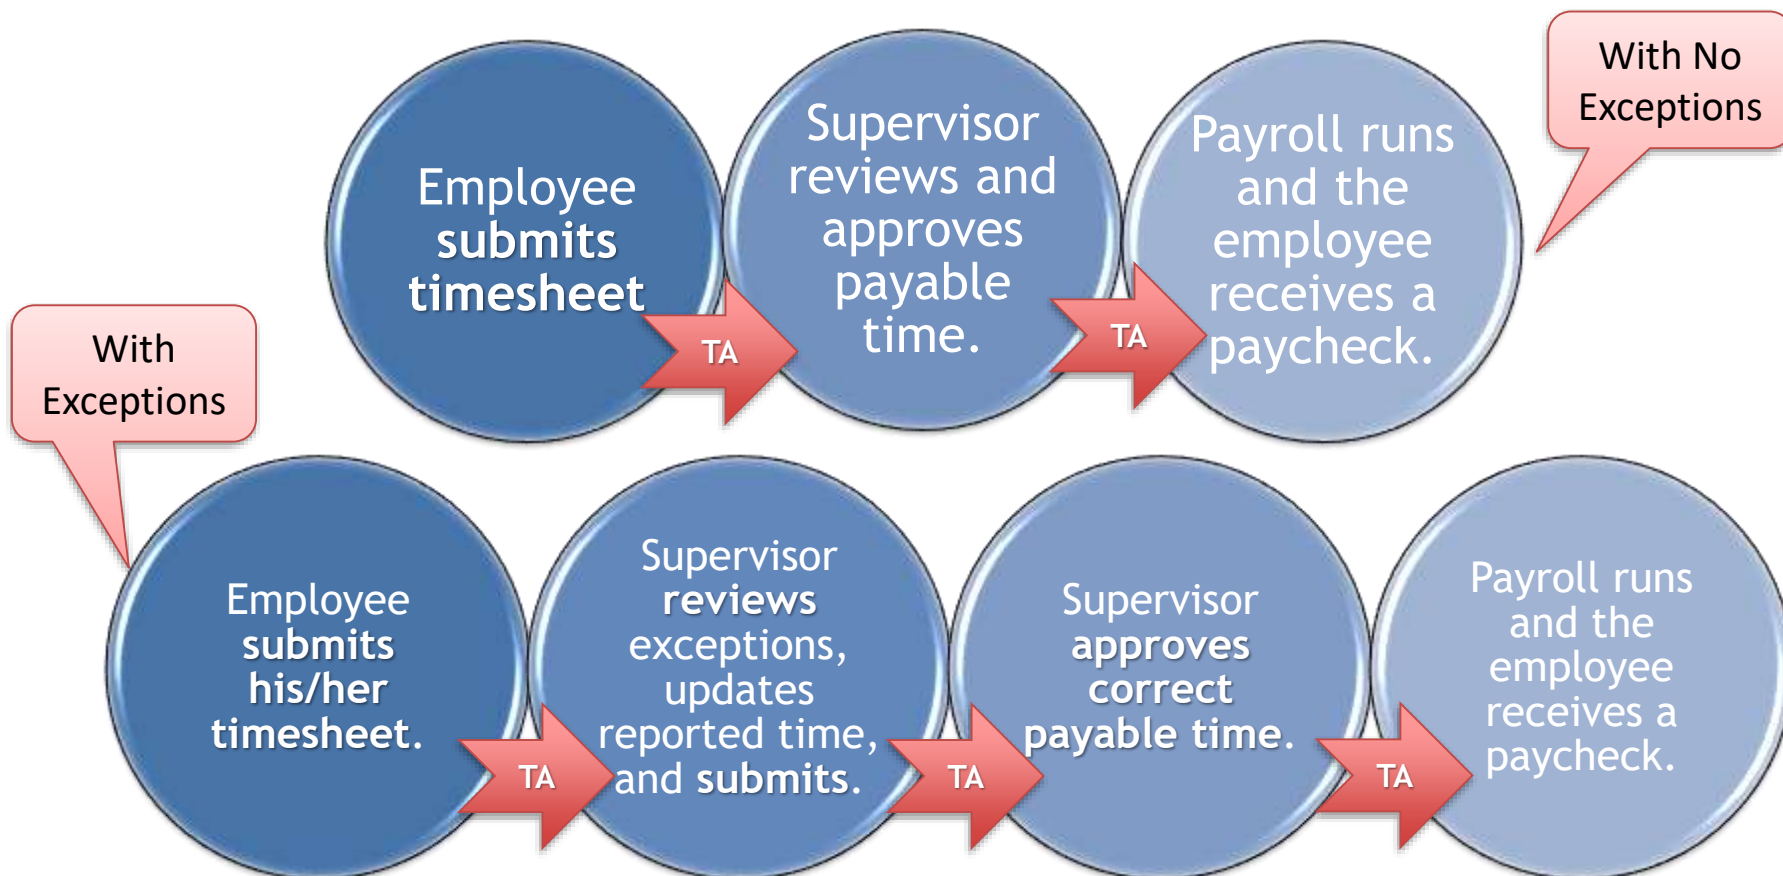 With No
Exceptions
Employee
submits
timesheet
TA
Supervisor
reviews and
approves
payable
time.
TA
Payroll runs
and the
employee
receives a
paycheck.
With
Exceptions
Employee
submits
his/her
timesheet.
TA
Supervisor
reviews
exceptions,
updates
reported time,
and submits.
TA
Supervisor
approves
correct
payable time.
TA
Payroll runs
and the
employee
receives a
paycheck.